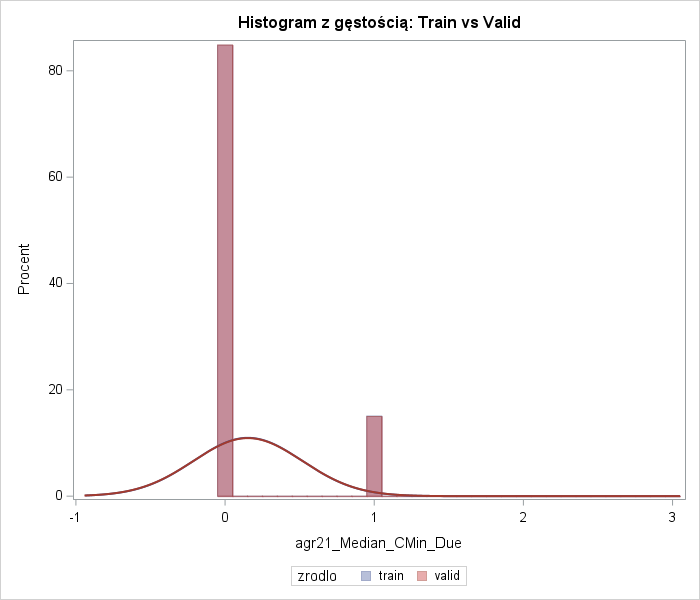 Histogram z gęstością: Train vs Valid
80
60
40
20
0
Procent
-1 0 1 2 3
agr21_Median_CMin_Due
zrodlo train valid